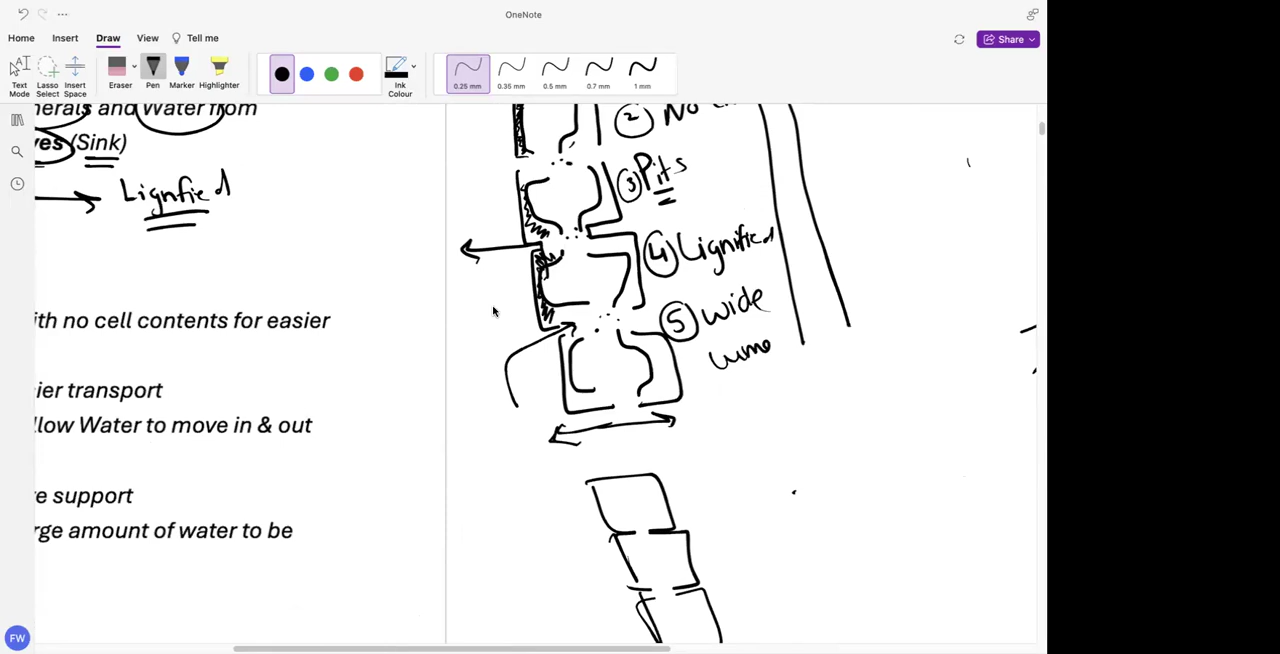 OneNote
Home Insert Draw View Tell me
Share
Text Mode Lasso Select Insert Space Eraser Pen Marker Highlighter Ink Colour 0.25 mm 0.35 mm 0.5 mm 0.7 mm 1 mm
nerals and Water from
ves (Sink)
Lignfied
ith no cell contents for easier
ier transport
llow Water to move in & out
re support
rge amount of water to be
2 No
3 Pits
4 Lignified
5 wide
lume
FW